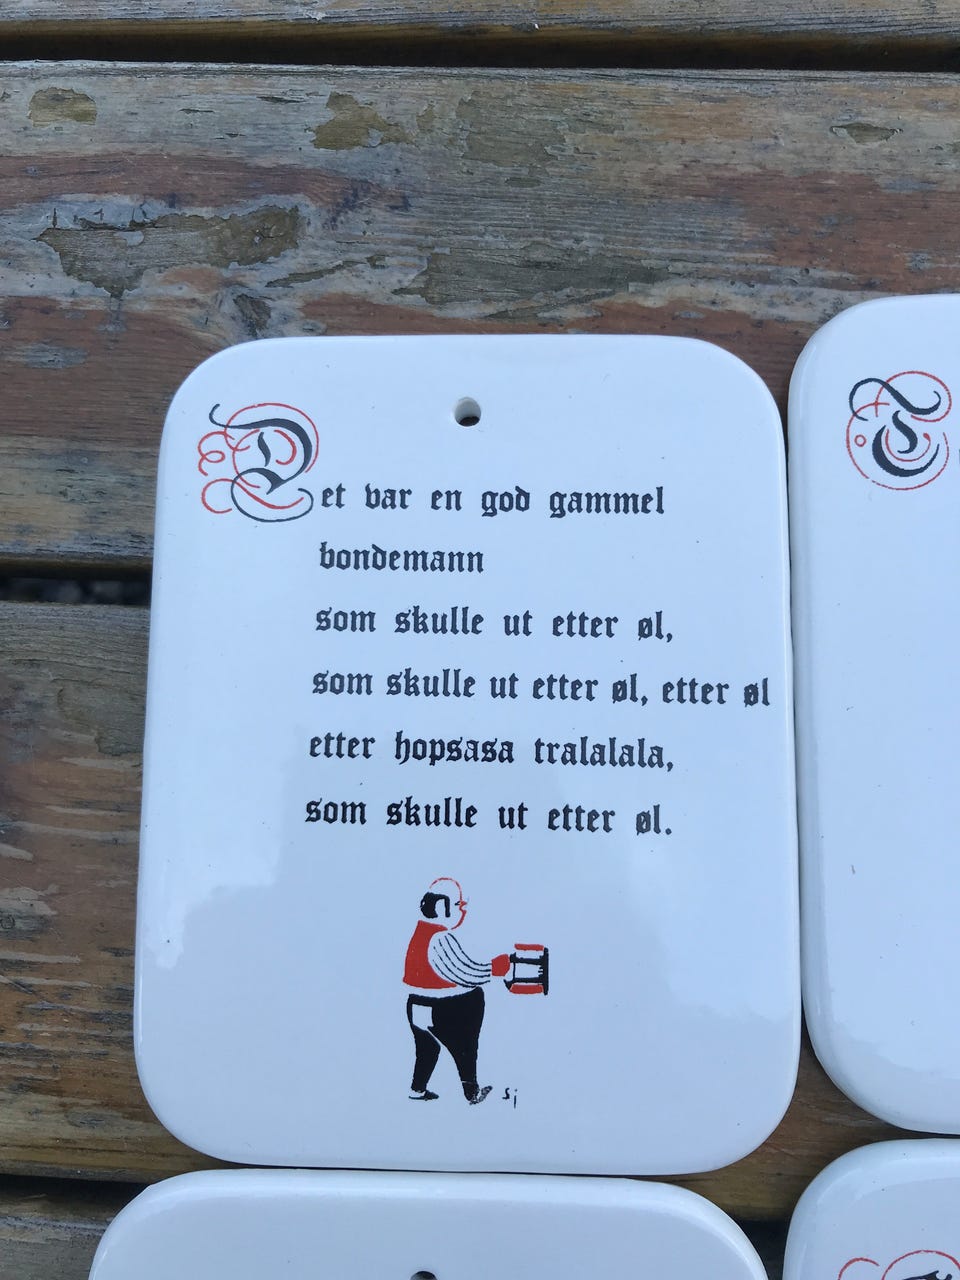 Det var en god gammel
bondemann
som skulle ut etter øl,
som skulle ut etter øl, etter øl
etter hopsasa tralalala,
som skulle ut etter øl.
sj